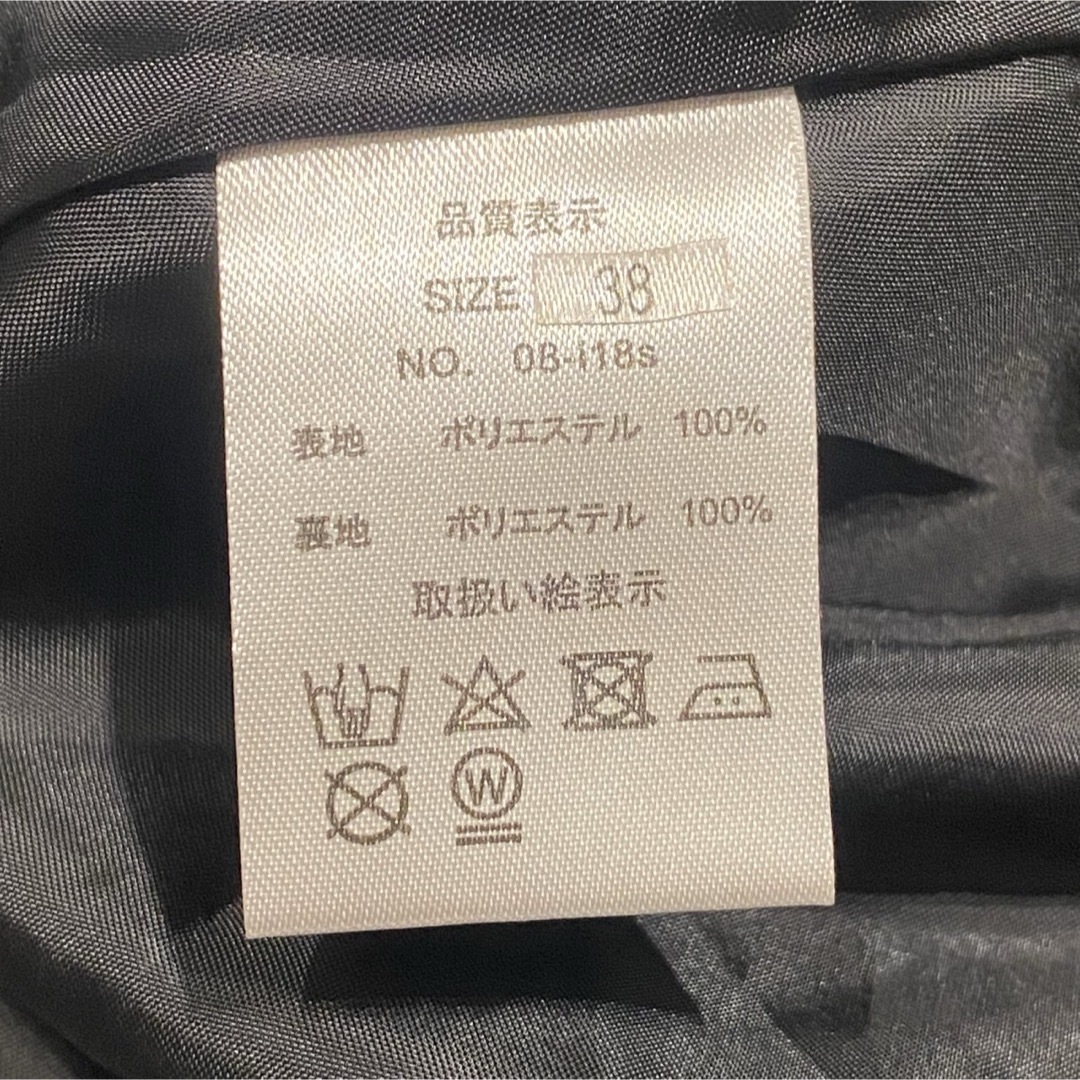 品質表示
SIZE 38
NO. 08-i18s
表地 ポリエステル 100%
裏地 ポリエステル 100%
取扱い絵表示
W